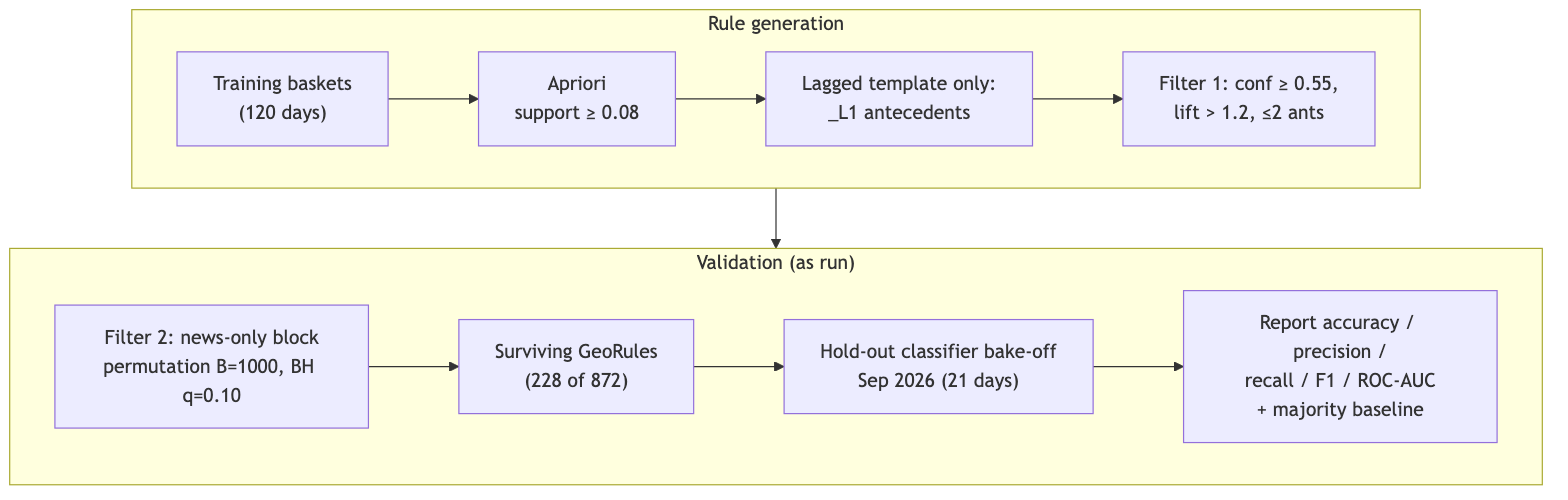 Rule generation
Training baskets
(120 days)
Apriori
support ≥ 0.08
Lagged template only:
_L1 antecedents
Filter 1: conf ≥ 0.55,
lift > 1.2, ≤2 ants
Validation (as run)
Filter 2: news-only block
permutation B=1000, BH
q=0.10
Surviving GeoRules
(228 of 872)
Hold-out classifier bake-off
Sep 2026 (21 days)
Report accuracy /
precision /
recall / F1 / ROC-AUC
+ majority baseline